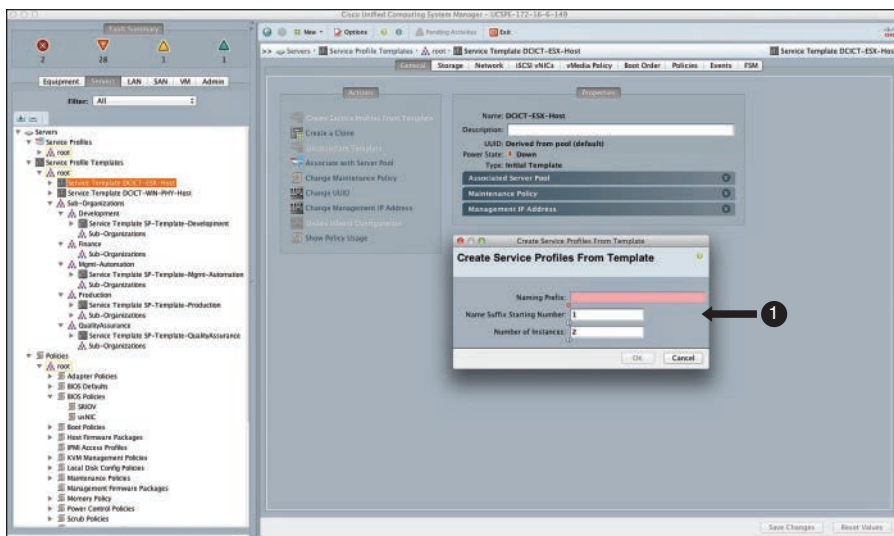 Cisco Unified Computing System Manager - UCSPE-172-16-6-149
Fault Summary
2 28 1 1
Equipment Servers LAN SAN VM Admin
Filter: All
Servers
Service Profiles
root
Service Profile Templates
root
Service Template DCICT-ESX-Host
Service Template DCICT-WIN-PHY-Host
Sub-Organizations
Development
Service Template SP-Template-Development
Sub-Organizations
Finance
Sub-Organizations
Mgmt-Automation
Service Template SP-Template-Mgmt-Automation
Sub-Organizations
Production
Service Template SP-Template-Production
Sub-Organizations
QualityAssurance
Service Template SP-Template-QualityAssurance
Sub-Organizations
Policies
root
Adapter Policies
BIOS Defaults
BIOS Policies
SRIOV
usNIC
Boot Policies
Host Firmware Packages
IPMI Access Profiles
KVM Management Policies
Local Disk Config Policies
Maintenance Policies
Management Firmware Packages
Memory Policy
Power Control Policies
Scrub Policies
New Options Pending Activities Exit
>> Servers Service Profile Templates root Service Template DCICT-ESX-Host
Service Template DCICT-ESX-Host
General Storage Network iSCSI vNICs vMedia Policy Boot Order Policies Events FSM
Actions
Create Service Profiles From Template
Create a Clone
Disassociate Template
Associate with Server Pool
Change Maintenance Policy
Change UUID
Change Management IP Address
Show Policy Usage
Properties
Name: DCICT-ESX-Host
Description:
UUID: Derived from pool (default)
Power State: Down
Type: Initial Template
Associated Server Pool
Maintenance Policy
Management IP Address
Create Service Profiles From Template
Create Service Profiles From Template
Naming Prefix:
Name Suffix Starting Number: 1
Number of Instances: 2
OK Cancel
1
Save Changes Reset Values